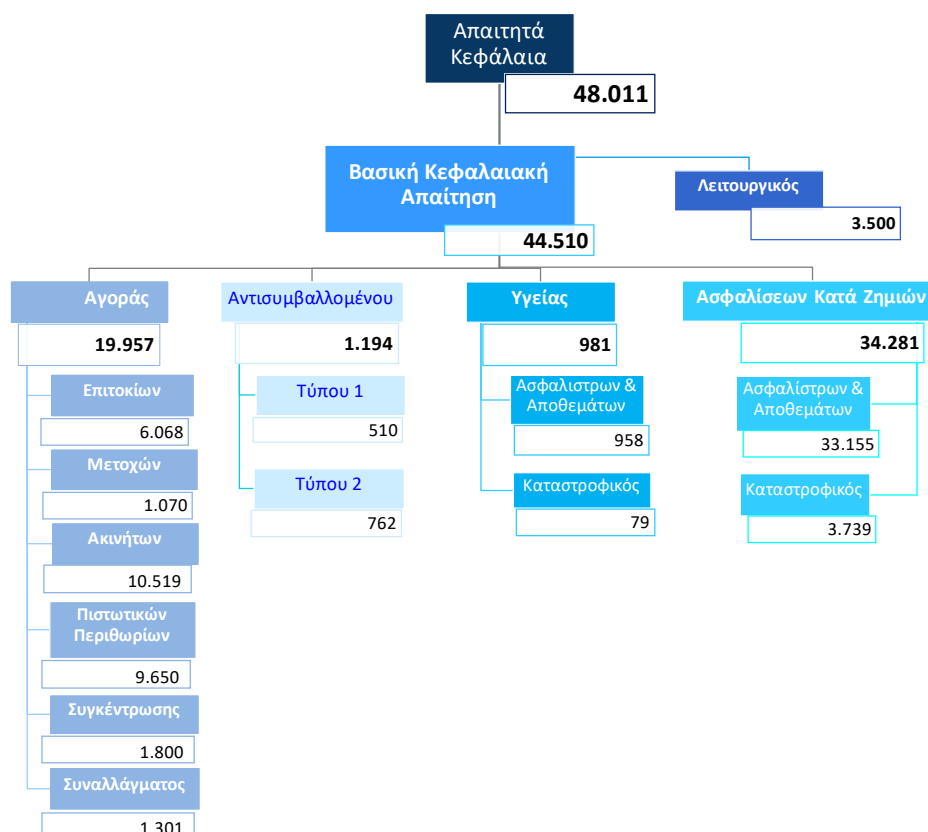 Απαιτητά
Κεφάλαια
48.011
Βασική Κεφαλαιακή
Απαίτηση
44.510
Λειτουργικός
3.500
Αγοράς
19.957
Επιτοκίων
6.068
Μετοχών
1.070
Ακινήτων
10.519
Πιστωτικών
Περιθωρίων
9.650
Συγκέντρωσης
1.800
Συναλλάγματος
1.301
Αντισυμβαλλομένου
1.194
Τύπου 1
510
Τύπου 2
762
Υγείας
981
Ασφαλιστρων &
Αποθεμάτων
958
Καταστροφικός
79
Ασφαλίσεων Κατά Ζημιών
34.281
Ασφαλίστρων &
Αποθεμάτων
33.155
Καταστροφικός
3.739